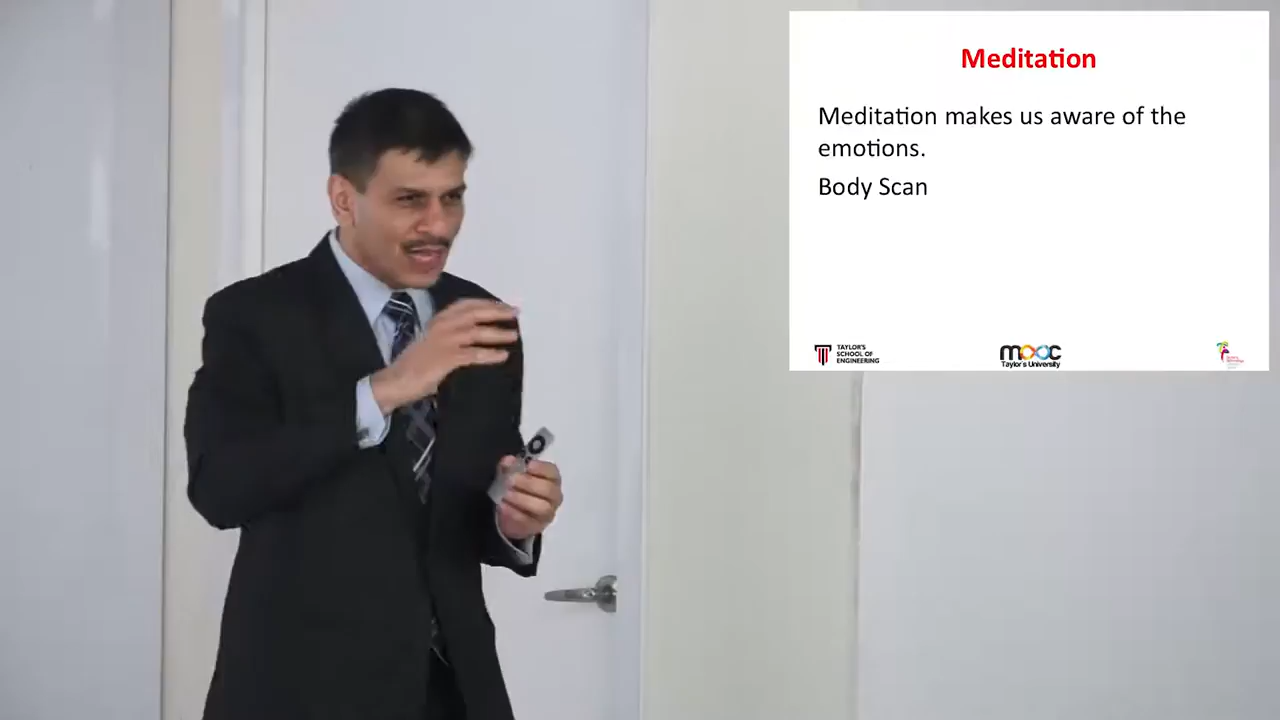 Meditation
Meditation makes us aware of the
emotions.
Body Scan
TAYLOR'S
SCHOOL OF
ENGINEERING
mooc
Taylor's University